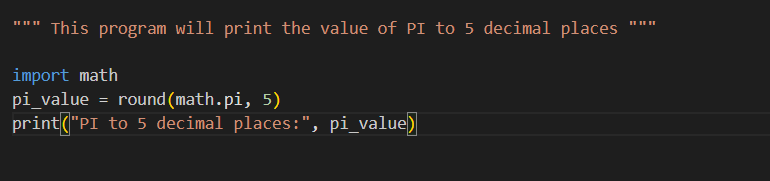 """ This program will print the value of PI to 5 decimal places """
import math
pi_value = round(math.pi, 5)
print("PI to 5 decimal places:", pi_value)